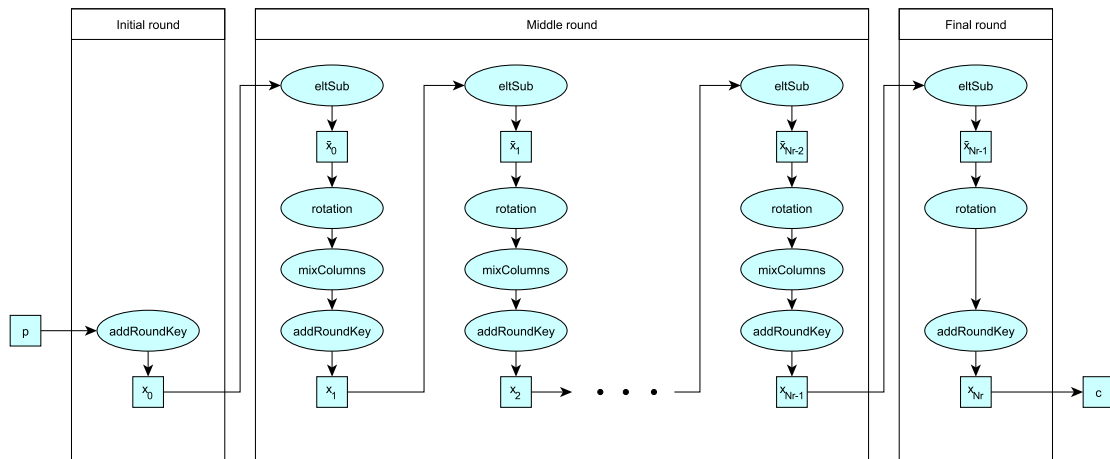 Initial round
Middle round
Final round
eltSub
eltSub
eltSub
eltSub
x̄0
x̄1
x̄Nr-2
x̄Nr-1
rotation
rotation
rotation
rotation
mixColumns
mixColumns
mixColumns
p
addRoundKey
addRoundKey
addRoundKey
addRoundKey
addRoundKey
x0
x1
x2
• • •
xNr-1
xNr
c